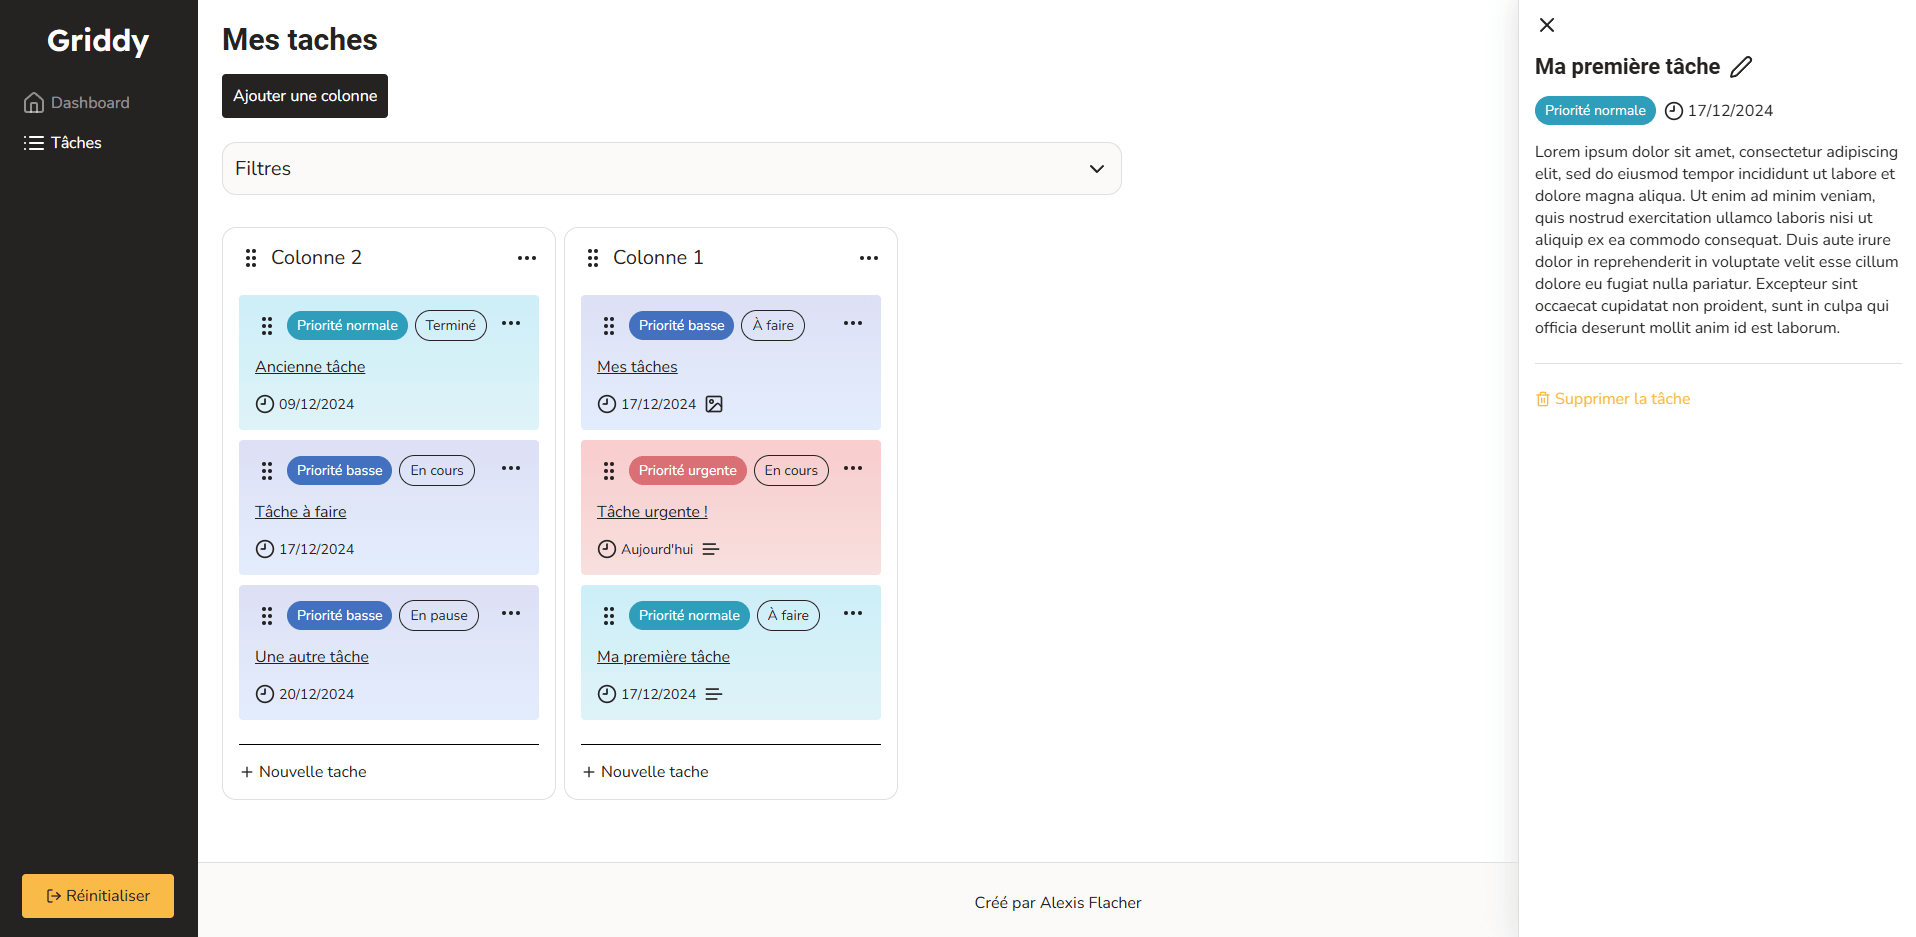 Griddy
Dashboard
Tâches
Réinitialiser
Mes taches
Ajouter une colonne
Filtres
Colonne 2
Priorité normale Terminé
Ancienne tâche
09/12/2024
Priorité basse En cours
Tâche à faire
17/12/2024
Priorité basse En pause
Une autre tâche
20/12/2024
Nouvelle tache
Colonne 1
Priorité basse À faire
Mes tâches
17/12/2024
Priorité urgente En cours
Tâche urgente !
Aujourd'hui
Priorité normale À faire
Ma première tâche
17/12/2024
Nouvelle tache
Créé par Alexis Flacher
Ma première tâche
Priorité normale 17/12/2024
Lorem ipsum dolor sit amet, consectetur adipiscing
elit, sed do eiusmod tempor incididunt ut labore et
dolore magna aliqua. Ut enim ad minim veniam,
quis nostrud exercitation ullamco laboris nisi ut
aliquip ex ea commodo consequat. Duis aute irure
dolor in reprehenderit in voluptate velit esse cillum
dolore eu fugiat nulla pariatur. Excepteur sint
occaecat cupidatat non proident, sunt in culpa qui
officia deserunt mollit anim id est laborum.
Supprimer la tâche